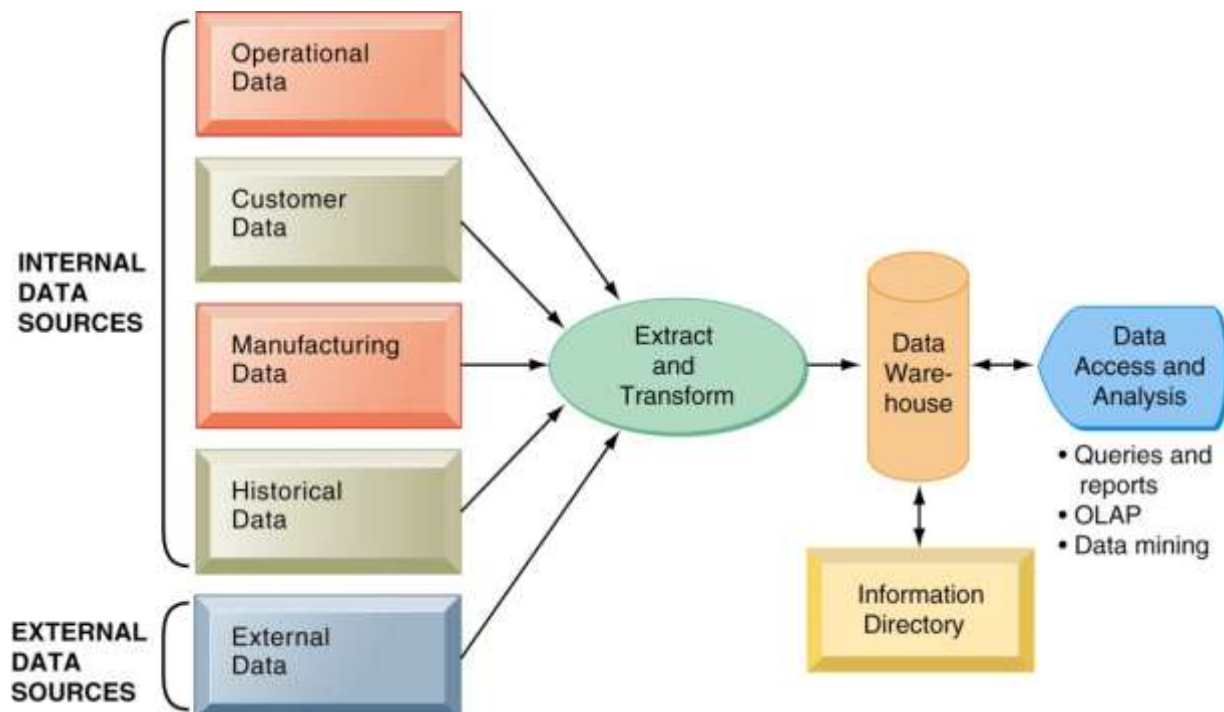 INTERNAL
DATA
SOURCES
Operational
Data
Customer
Data
Manufacturing
Data
Historical
Data
EXTERNAL
DATA
SOURCES
External
Data
Extract
and
Transform
Data
Ware-
house
Information
Directory
Data
Access and
Analysis
• Queries and
reports
• OLAP
• Data mining